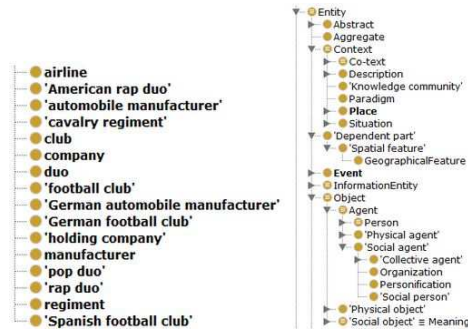 airline
'American rap duo'
'automobile manufacturer'
'cavalry regiment'
club
company
duo
'football club'
'German automobile manufacturer'
'German football club'
'holding company'
manufacturer
'pop duo'
'rap duo'
regiment
'Spanish football club'
Entity
Abstract
Aggregate
Context
Co-text
Description
'Knowledge community'
Paradigm
Place
Situation
'Dependent part'
'Spatial feature'
GeographicalFeature
Event
InformationEntity
Object
Agent
Person
'Physical agent'
'Social agent'
'Collective agent'
Organization
Personification
'Social person'
'Physical object'
'Social object' ≡ Meaning